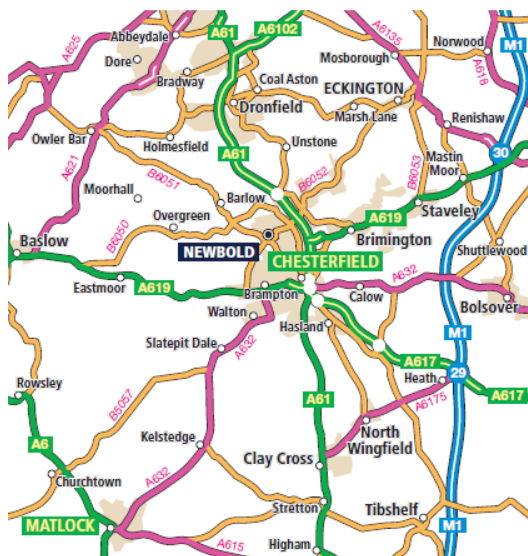 A61
A6102
Abbeydale
A625
Dore
Bradway
Mosborough
A6135
Norwood
M1
A618
Coal Aston
ECKINGTON
Dronfield
Marsh Lane
Renishaw
Owler Bar
Holmesfield
A61
Unstone
30
A621
B6051
B6052
B6053
Mastin
Moor
Moorhall
Barlow
Overgreen
A619
Staveley
B6050
Baslow
NEWBOLD
Brimington
Shuttlewood
CHESTERFIELD
Eastmoor
A619
Brampton
Calow
A632
Bolsover
Walton
Hasland
M1
Slatepit Dale
A632
A617
29
Heath
A617
Rowsley
B5057
A61
A6175
A6
Kelstedge
North
Wingfield
Clay Cross
Churchtown
A632
Stretton
Tibshelf
MATLOCK
M1
A615
Higham